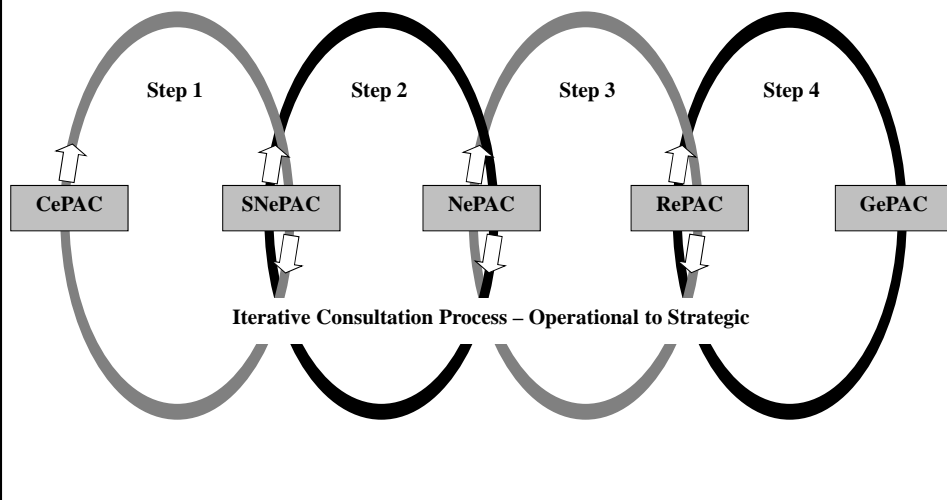 Step 1 Step 2 Step 3 Step 4
CePAC SNePAC NePAC RePAC GePAC
Iterative Consultation Process – Operational to Strategic